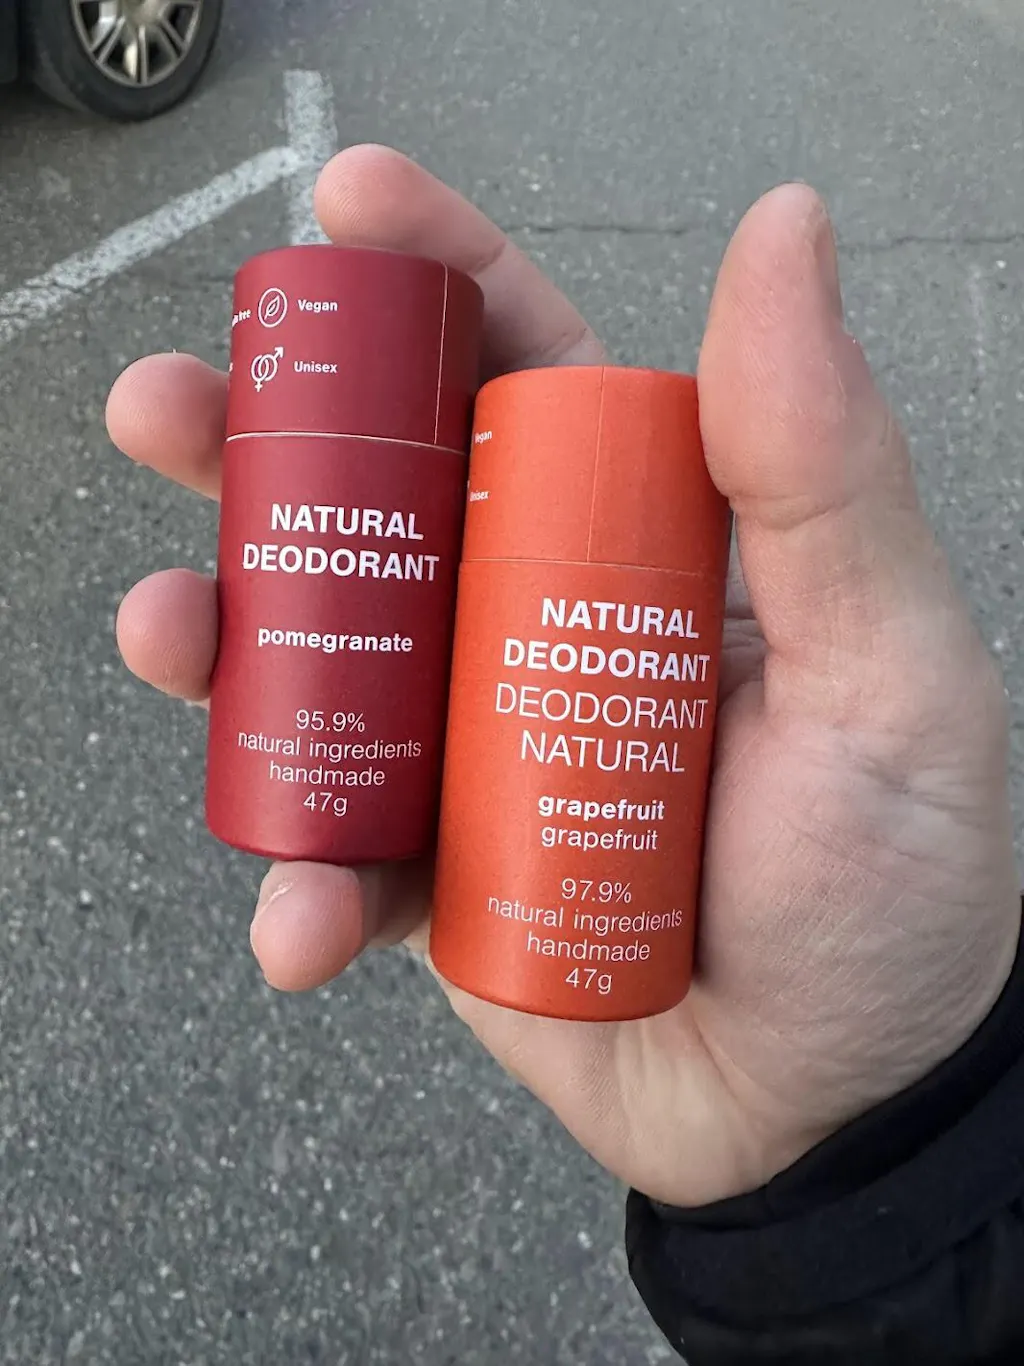 Vegan
Unisex
NATURAL
DEODORANT
pomegranate
95.9%
natural ingredients
handmade
47g
Vegan
Unisex
NATURAL
DEODORANT
DEODORANT
NATURAL
grapefruit
grapefruit
97.9%
natural ingredients
handmade
47g